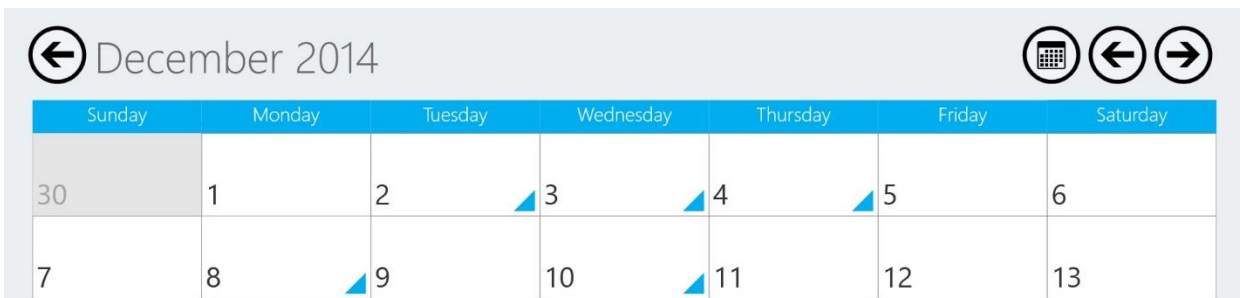 December 2014
Sunday Monday Tuesday Wednesday Thursday Friday Saturday
30 1 2 3 4 5 6
7 8 9 10 11 12 13